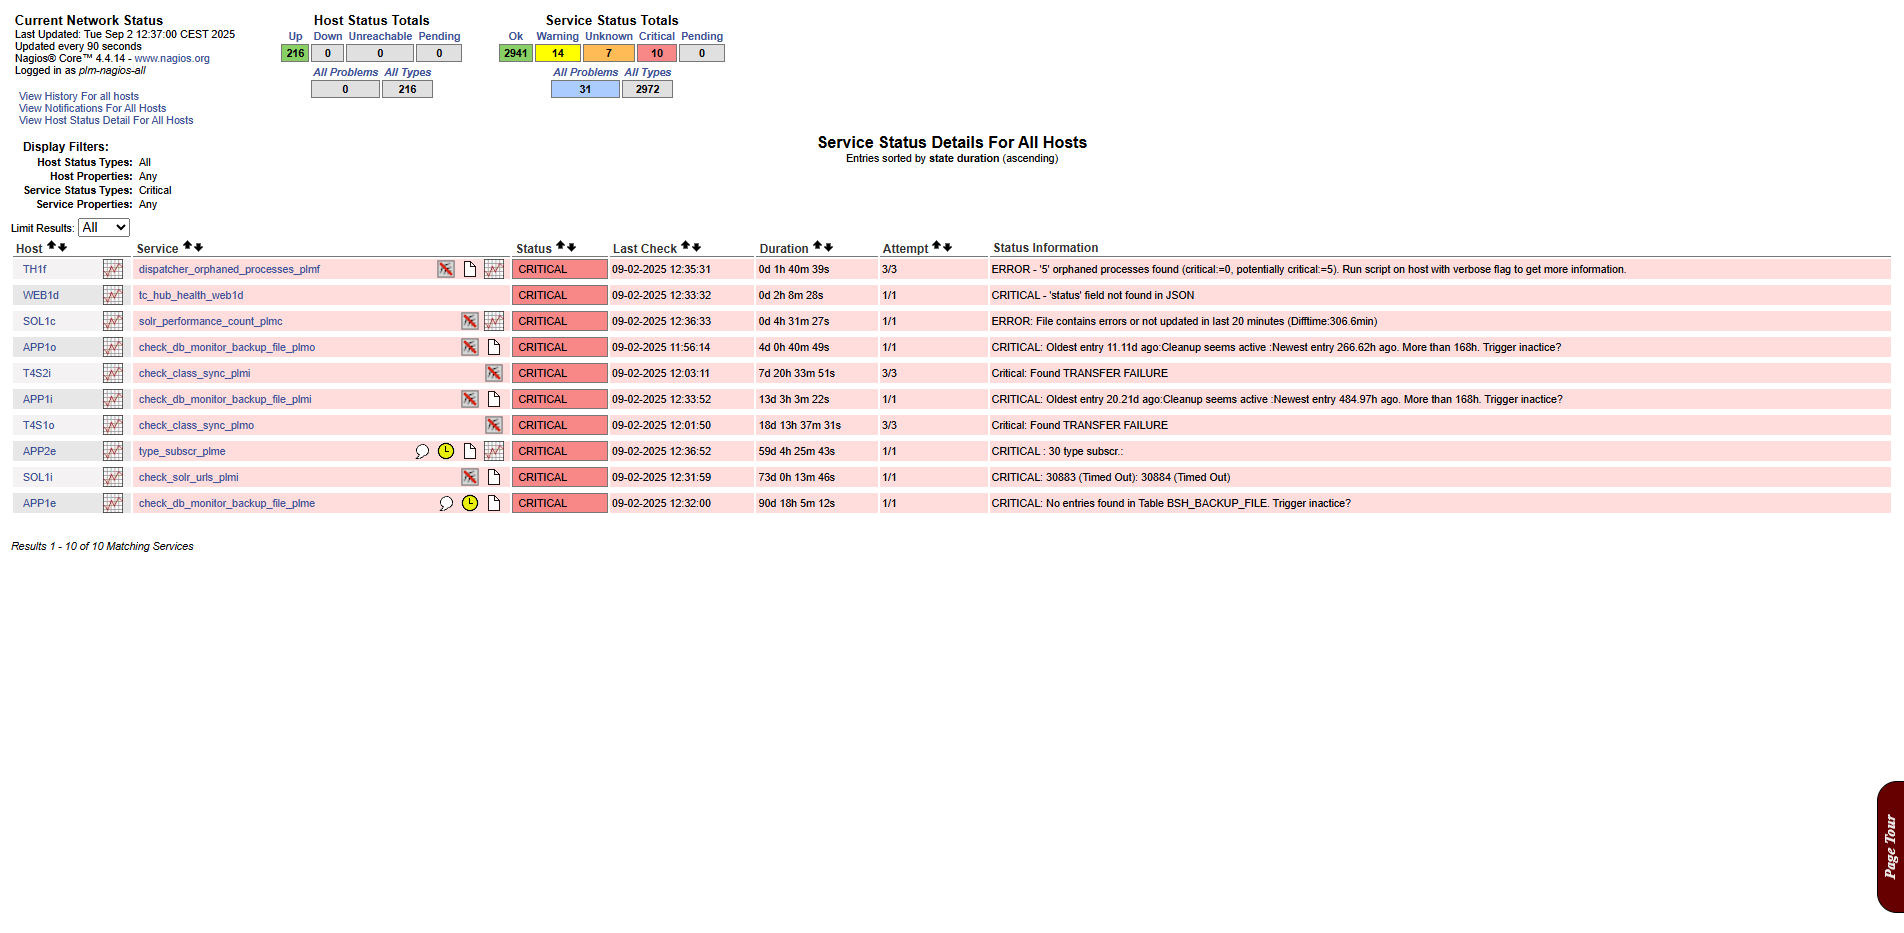 Current Network Status
Last Updated: Tue Sep 2 12:37:00 CEST 2025
Updated every 90 seconds
Nagios® Core™ 4.4.14 - www.nagios.org
Logged in as plm-nagios-all
View History For all hosts
View Notifications For All Hosts
View Host Status Detail For All Hosts
Host Status Totals
Up Down Unreachable Pending
216 0 0 0
All Problems All Types
0 216
Service Status Totals
Ok Warning Unknown Critical Pending
2941 14 7 10 0
All Problems All Types
31 2972
Display Filters:
Host Status Types: All
Host Properties: Any
Service Status Types: Critical
Service Properties: Any
Service Status Details For All Hosts
Entries sorted by state duration (ascending)
Limit Results: All
Host Service Status Last Check Duration Attempt Status Information
TH1f dispatcher_orphaned_processes_plmf CRITICAL 09-02-2025 12:35:31 0d 1h 40m 39s 3/3 ERROR - '5' orphaned processes found (critical:=0, potentially critical:=5). Run script on host with verbose flag to get more information.
WEB1d tc_hub_health_web1d CRITICAL 09-02-2025 12:33:32 0d 2h 8m 28s 1/1 CRITICAL - 'status' field not found in JSON
SOL1c solr_performance_count_plmc CRITICAL 09-02-2025 12:36:33 0d 4h 31m 27s 1/1 ERROR: File contains errors or not updated in last 20 minutes (Difftime:306.6min)
APP1o check_db_monitor_backup_file_plmo CRITICAL 09-02-2025 11:56:14 4d 0h 40m 49s 1/1 CRITICAL: Oldest entry 11.11d ago:Cleanup seems active :Newest entry 266.62h ago. More than 168h. Trigger inactice?
T4S2i check_class_sync_plmi CRITICAL 09-02-2025 12:03:11 7d 20h 33m 51s 3/3 Critical: Found TRANSFER FAILURE
APP1i check_db_monitor_backup_file_plmi CRITICAL 09-02-2025 12:33:52 13d 3h 3m 22s 1/1 CRITICAL: Oldest entry 20.21d ago:Cleanup seems active :Newest entry 484.97h ago. More than 168h. Trigger inactice?
T4S1o check_class_sync_plmo CRITICAL 09-02-2025 12:01:50 18d 13h 37m 31s 3/3 Critical: Found TRANSFER FAILURE
APP2e type_subscr_plme CRITICAL 09-02-2025 12:36:52 59d 4h 25m 43s 1/1 CRITICAL : 30 type subscr.:
SOL1i check_solr_urls_plmi CRITICAL 09-02-2025 12:31:59 73d 0h 13m 46s 1/1 CRITICAL: 30883 (Timed Out): 30884 (Timed Out)
APP1e check_db_monitor_backup_file_plme CRITICAL 09-02-2025 12:32:00 90d 18h 5m 12s 1/1 CRITICAL: No entries found in Table BSH_BACKUP_FILE. Trigger inactice?
Results 1 - 10 of 10 Matching Services
Page Tour